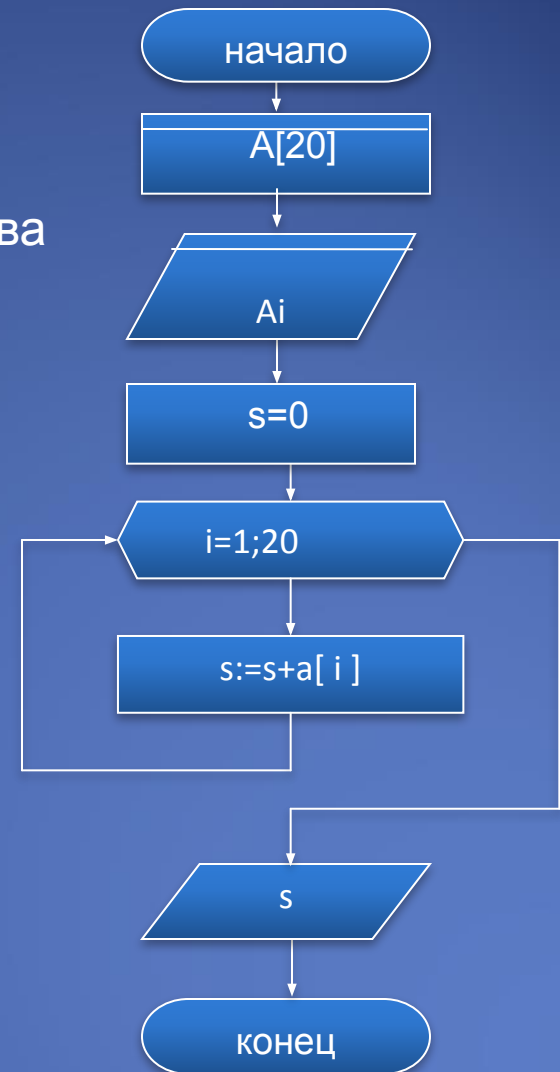 начало
A[20]
ва
Ai
s=0
i=1;20
s:=s+a[ i ]
s
конец